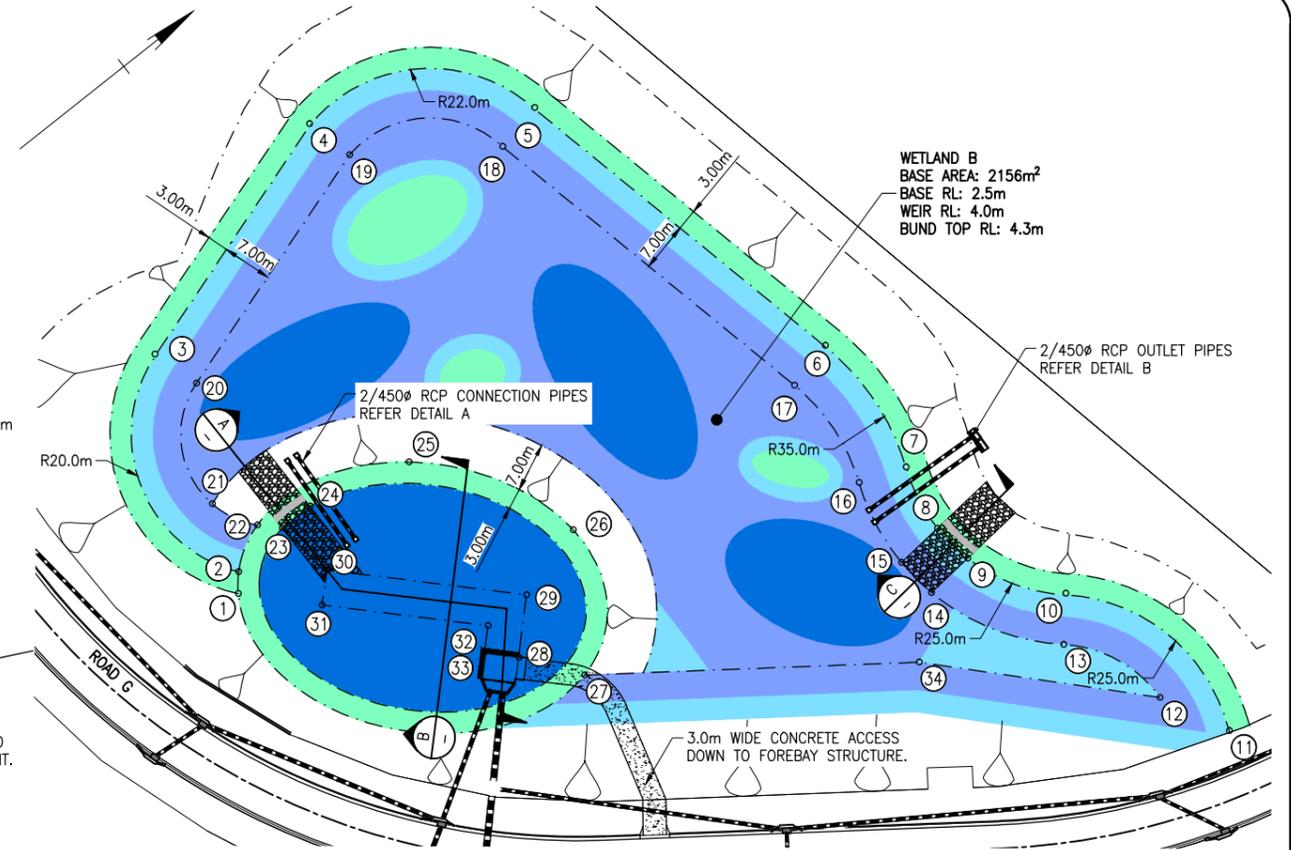 R22.0m
4
5
19
18
3.00m
7.00m
3.00m
7.00m
WETLAND B
BASE AREA: 2156m²
BASE RL: 2.5m
WEIR RL: 4.0m
BUND TOP RL: 4.3m
3
20
6
17
2/450ø RCP OUTLET PIPES
REFER DETAIL B
2/450ø RCP CONNECTION PIPES
REFER DETAIL A
A
m
25
7
R35.0m
R20.0m
7.00m
21
24
16
8
22
26
23
3.00m
2
30
15
9
C
1
31
29
14
10
R25.0m
32
33
28
13
R25.0m
34
27
12
ROAD G
B
3.0m WIDE CONCRETE ACCESS
DOWN TO FOREBAY STRUCTURE.
11
T.